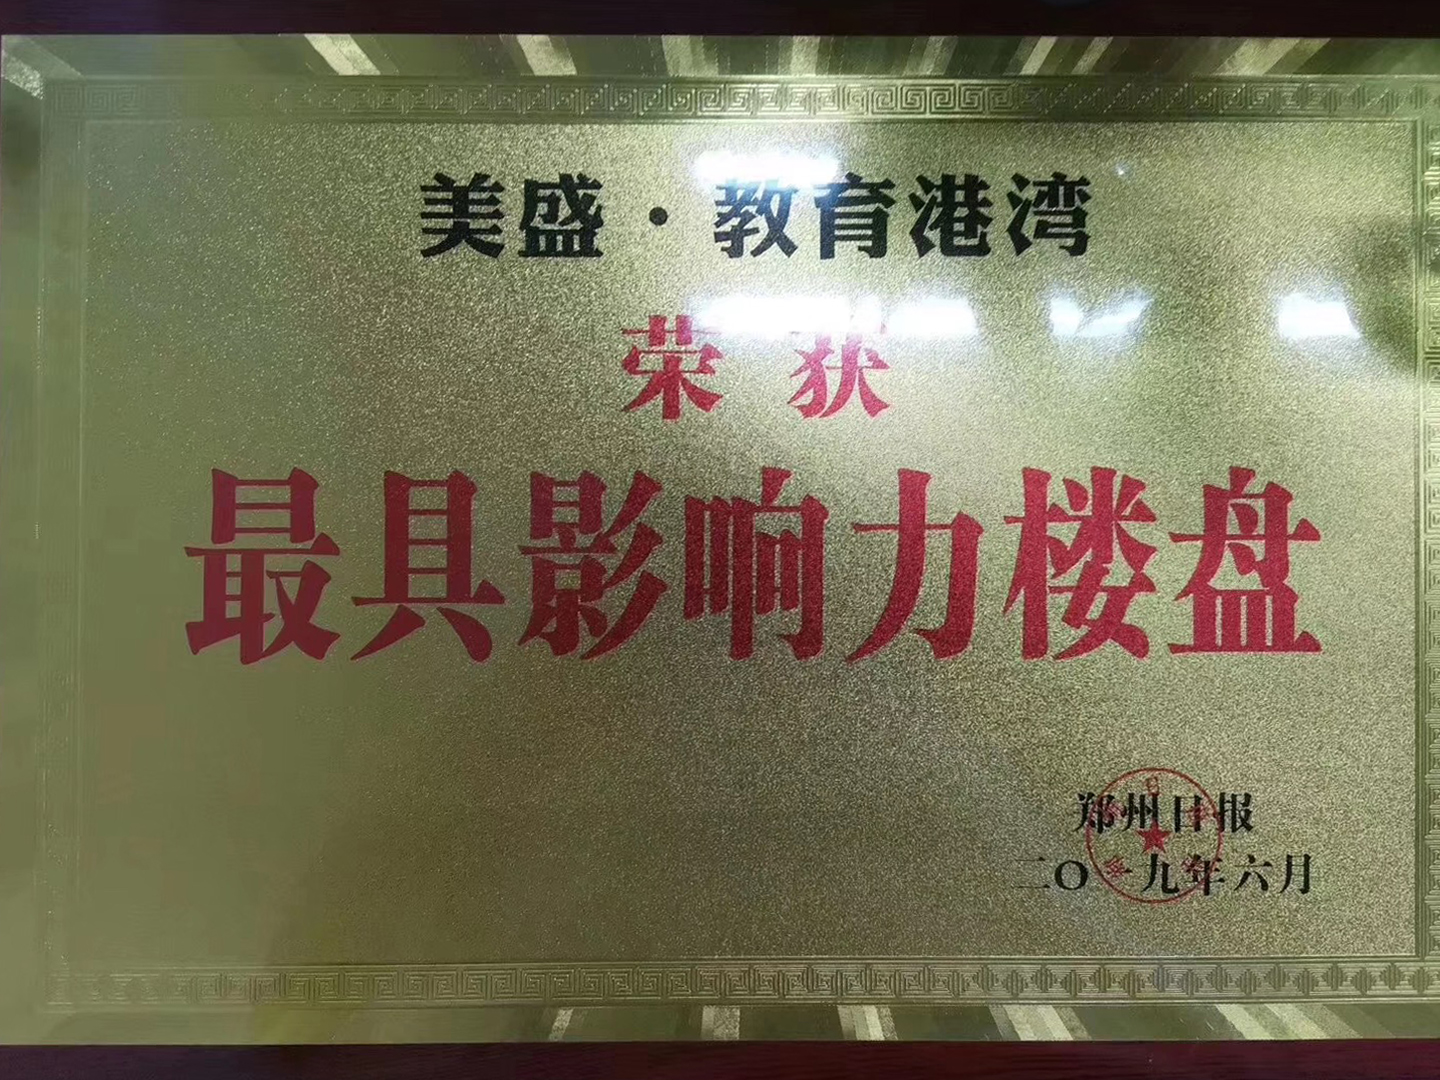 美盛·教育港湾
荣获
最具影响力楼盘
郑州日报
二〇一九年六月